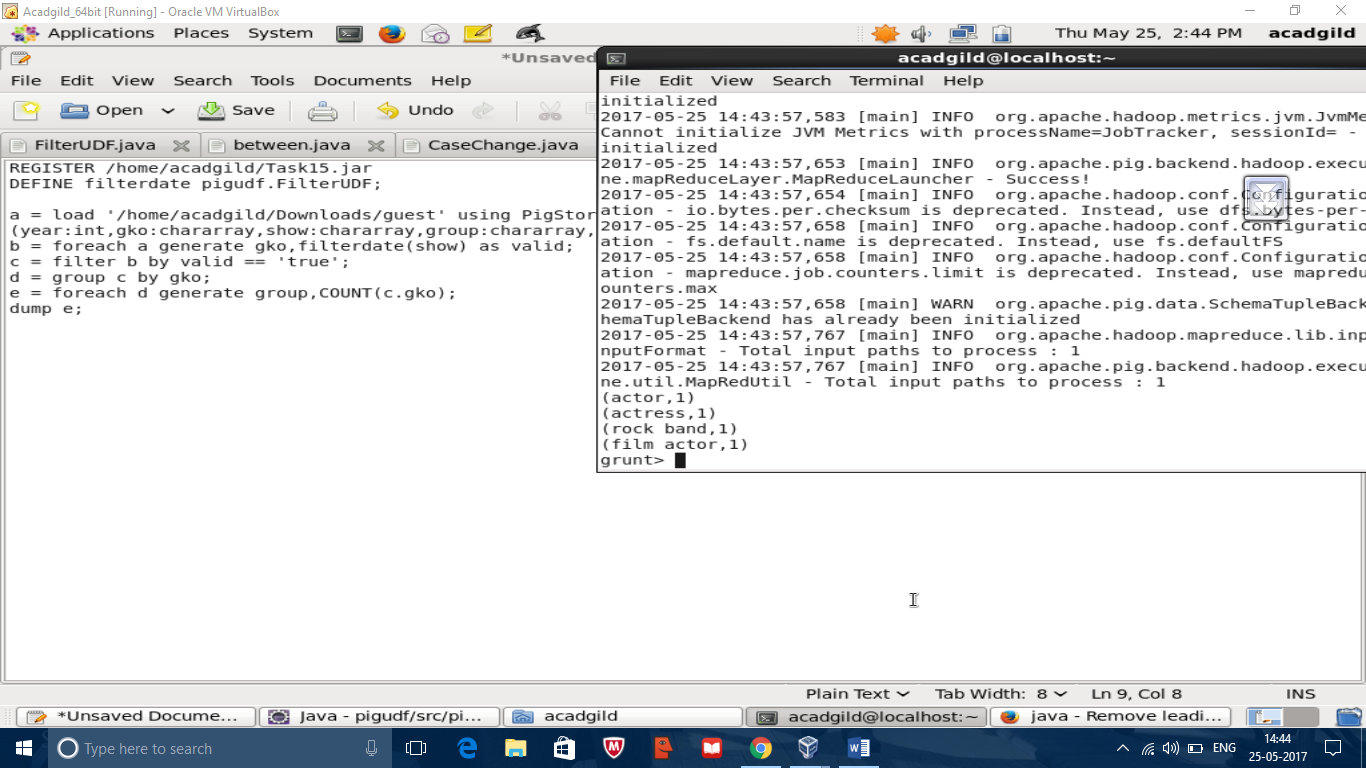 Acadgild_64bit [Running] - Oracle VM VirtualBox
Applications Places System Thu May 25, 2:44 PM acadgild
*Unsaved
File Edit View Search Tools Documents Help
Open Save Undo
FilterUDF.java between.java CaseChange.java
REGISTER /home/acadgild/Task15.jar
DEFINE filterdate pigudf.FilterUDF;
a = load '/home/acadgild/Downloads/guest' using PigStor
(year:int,gko:chararray,show:chararray,group:chararray,
b = foreach a generate gko,filterdate(show) as valid;
c = filter b by valid == 'true';
d = group c by gko;
e = foreach d generate group,COUNT(c.gko);
dump e;
acadgild@localhost:~
File Edit View Search Terminal Help
initialized
2017-05-25 14:43:57,583 [main] INFO org.apache.hadoop.metrics.jvm.JvmMe
Cannot initialize JVM Metrics with processName=JobTracker, sessionId= -
initialized
2017-05-25 14:43:57,653 [main] INFO org.apache.pig.backend.hadoop.execu
ne.mapReduceLayer.MapReduceLauncher - Success!
2017-05-25 14:43:57,654 [main] INFO org.apache.hadoop.conf.Configuratio
ation - io.bytes.per.checksum is deprecated. Instead, use dfs.bytes-per-
2017-05-25 14:43:57,658 [main] INFO org.apache.hadoop.conf.Configuratio
ation - fs.default.name is deprecated. Instead, use fs.defaultFS
2017-05-25 14:43:57,658 [main] INFO org.apache.hadoop.conf.Configuratio
ation - mapreduce.job.counters.limit is deprecated. Instead, use mapredu
ounters.max
2017-05-25 14:43:57,658 [main] WARN org.apache.pig.data.SchemaTupleBack
hemaTupleBackend has already been initialized
2017-05-25 14:43:57,767 [main] INFO org.apache.hadoop.mapreduce.lib.inp
nputFormat - Total input paths to process : 1
2017-05-25 14:43:57,767 [main] INFO org.apache.pig.backend.hadoop.execu
ne.util.MapRedUtil - Total input paths to process : 1
(actor,1)
(actress,1)
(rock band,1)
(film actor,1)
grunt>
Plain Text Tab Width: 8 Ln 9, Col 8 INS
*Unsaved Docume... Java - pigudf/src/pi... acadgild acadgild@localhost:~ java - Remove leadi...
Type here to search ENG 14:44
25-05-2017